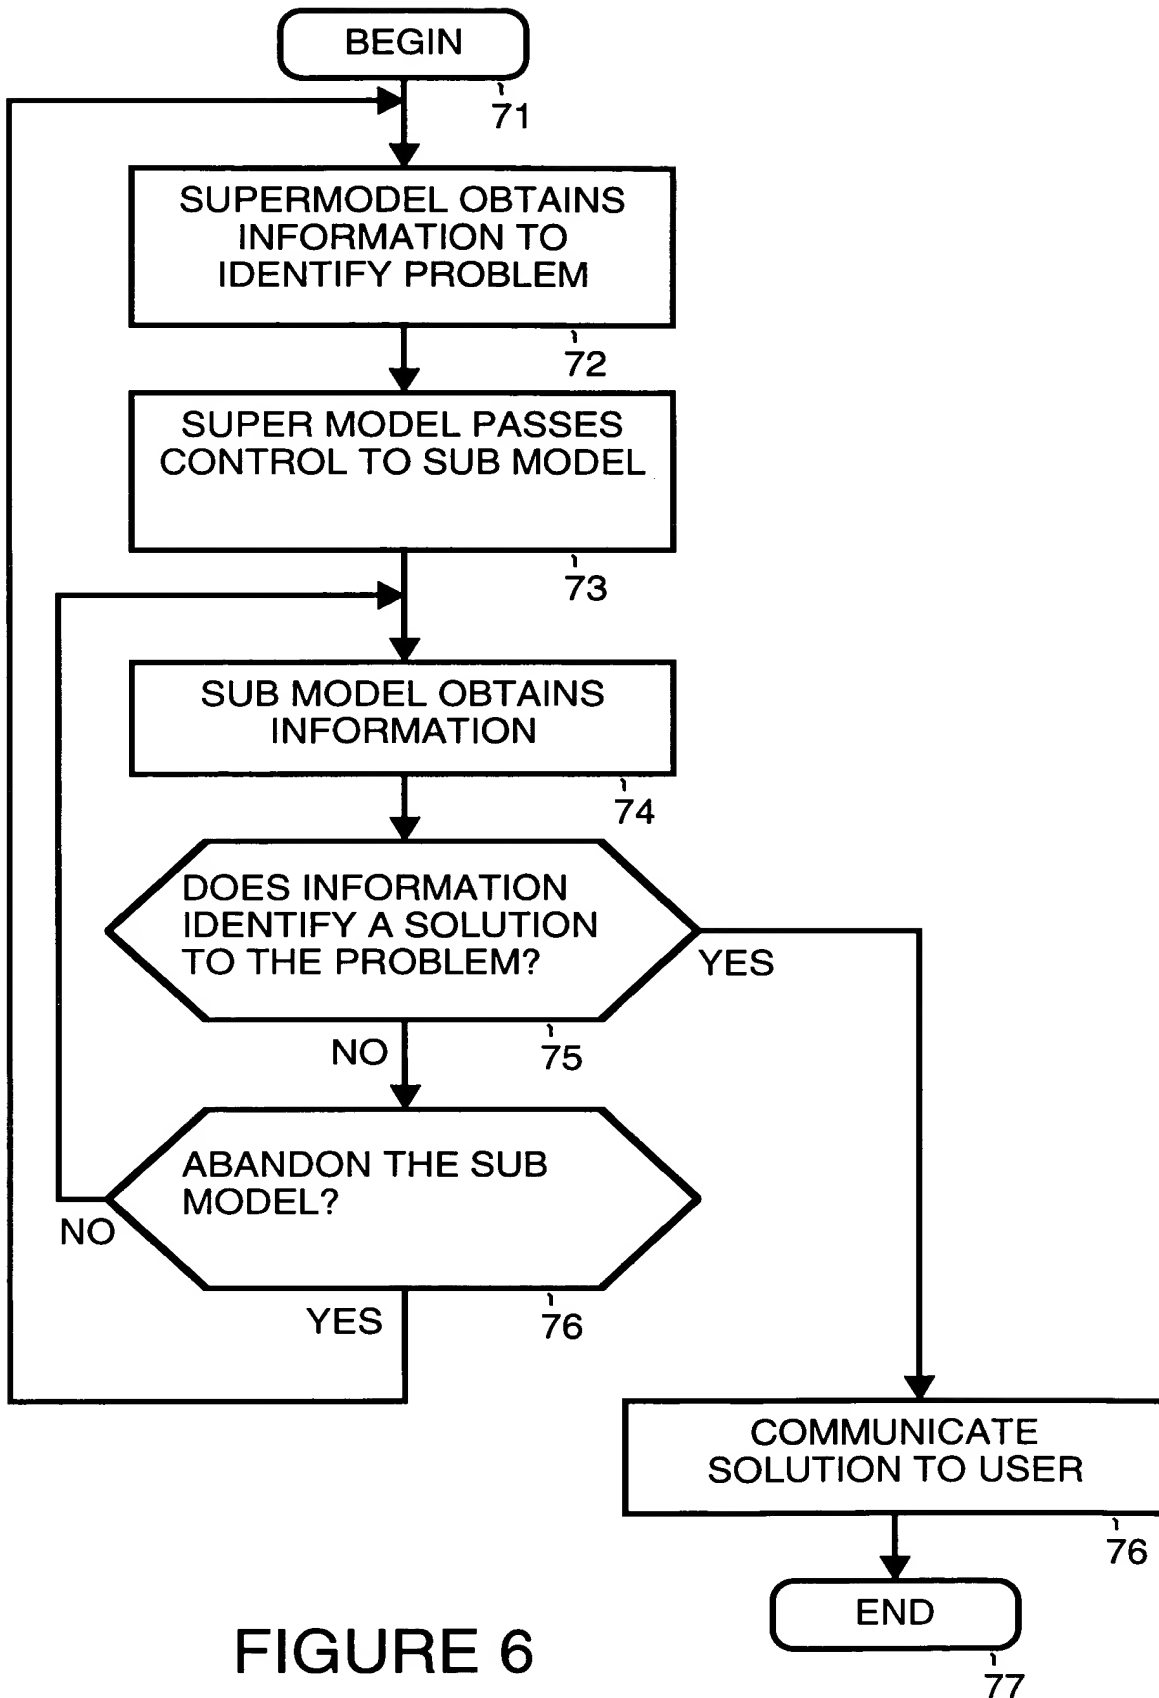 BEGIN
71
SUPERMODEL OBTAINS
INFORMATION TO
IDENTIFY PROBLEM
72
SUPER MODEL PASSES
CONTROL TO SUB MODEL
73
SUB MODEL OBTAINS
INFORMATION
74
DOES INFORMATION
IDENTIFY A SOLUTION
TO THE PROBLEM?
YES
NO
75
ABANDON THE SUB
MODEL?
NO
YES
76
COMMUNICATE
SOLUTION TO USER
76
END
77
FIGURE 6